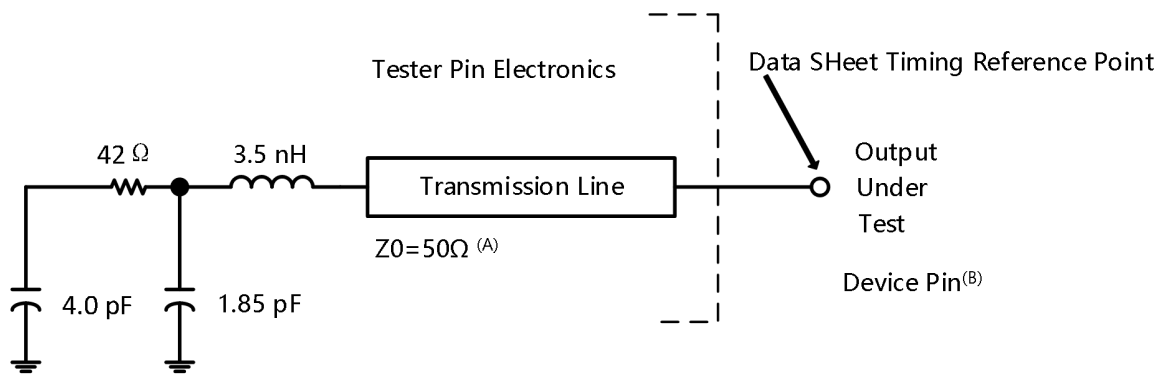 Tester Pin Electronics
Data SHeet Timing Reference Point
42 Ω
3.5 nH
Transmission Line
Output
Under
Test
Z0=50Ω (A)
4.0 pF
1.85 pF
Device Pin(B)